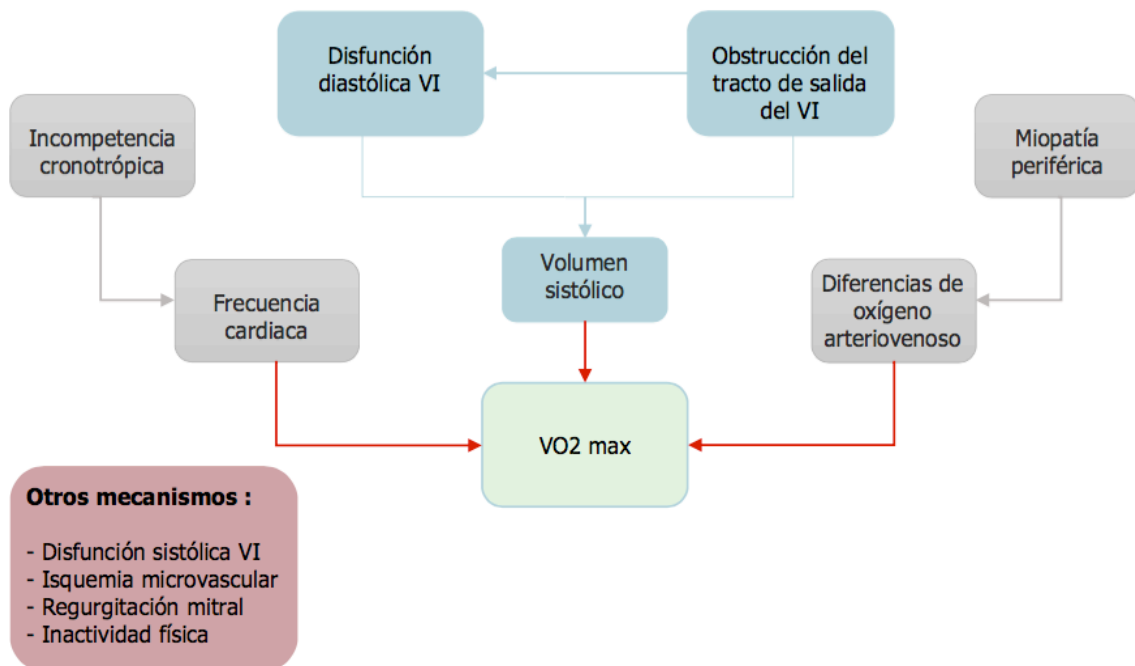 Disfunción
diastólica VI
Obstrucción del
tracto de salida
del VI
Incompetencia
cronotrópica
Miopatía
periférica
Volumen
sistólico
Frecuencia
cardiaca
Diferencias de
oxígeno
arteriovenoso
VO2 max
Otros mecanismos :
- Disfunción sistólica VI
- Isquemia microvascular
- Regurgitación mitral
- Inactividad física